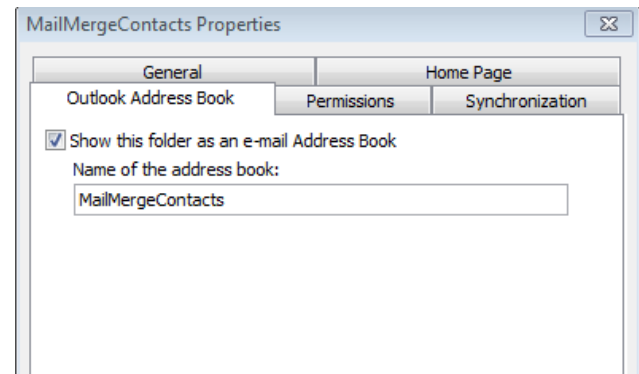 MailMergeContacts Properties
General Home Page
Outlook Address Book Permissions Synchronization
Show this folder as an e-mail Address Book
Name of the address book:
MailMergeContacts